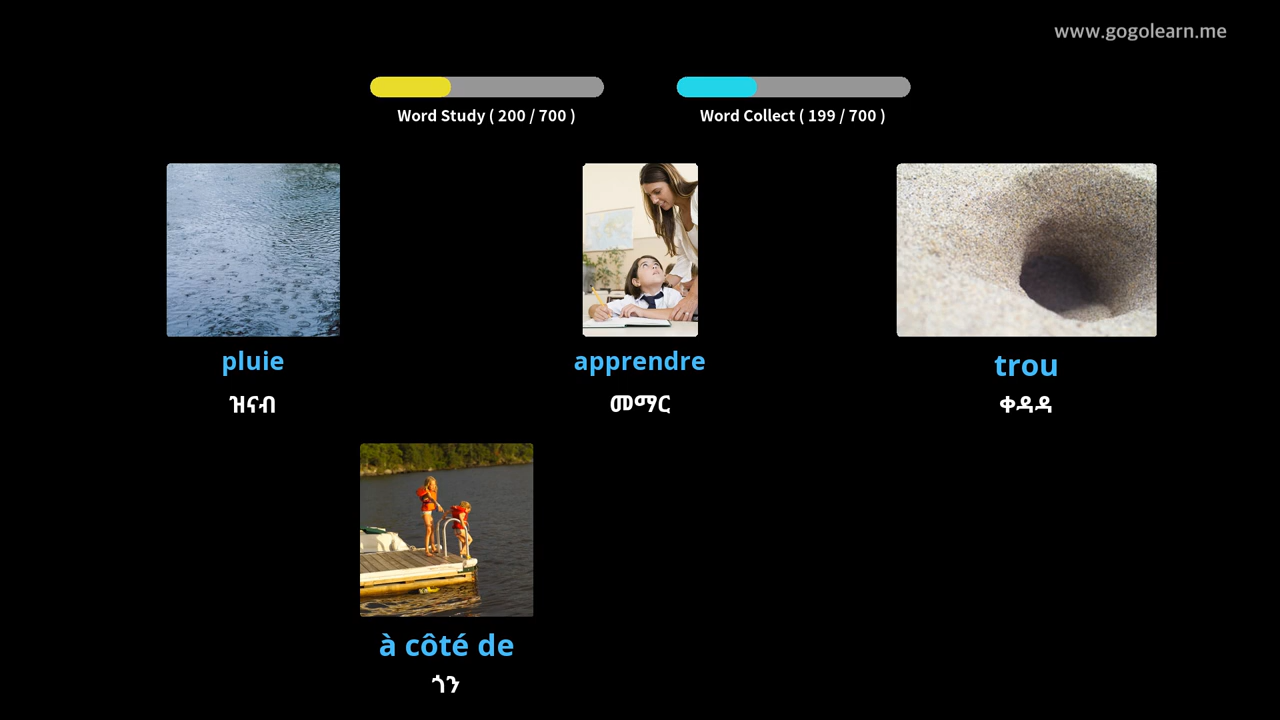 www.gogolearn.me
Word Study ( 200 / 700 )
Word Collect ( 199 / 700 )
pluie
ዝናብ
apprendre
መማር
trou
ቀዳዳ
à côté de
ጎን